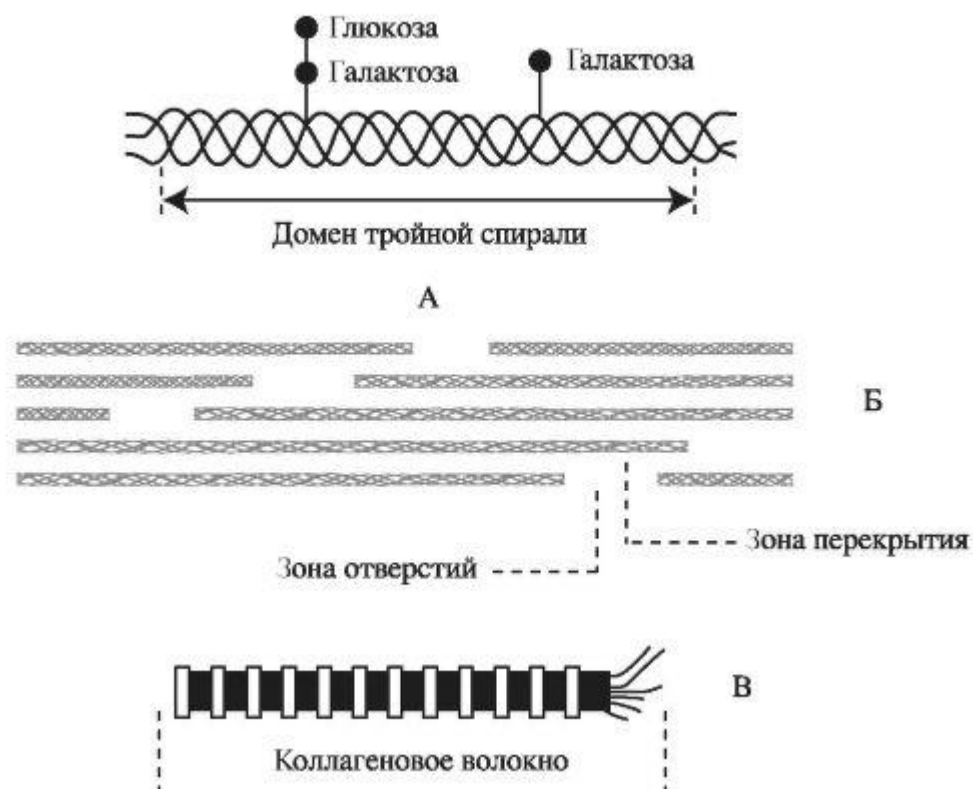 Глюкоза
Галактоза
Галактоза
Домен тройной спирали
А
Б
Зона перекрытия
Зона отверстий
В
Коллагеновое волокно